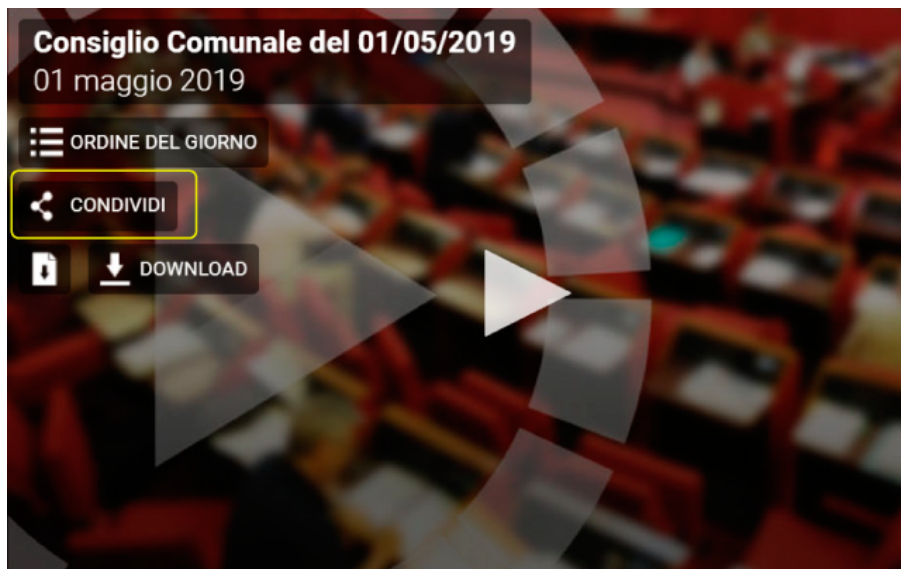 Consiglio Comunale del 01/05/2019
01 maggio 2019
ORDINE DEL GIORNO
CONDIVIDI
DOWNLOAD